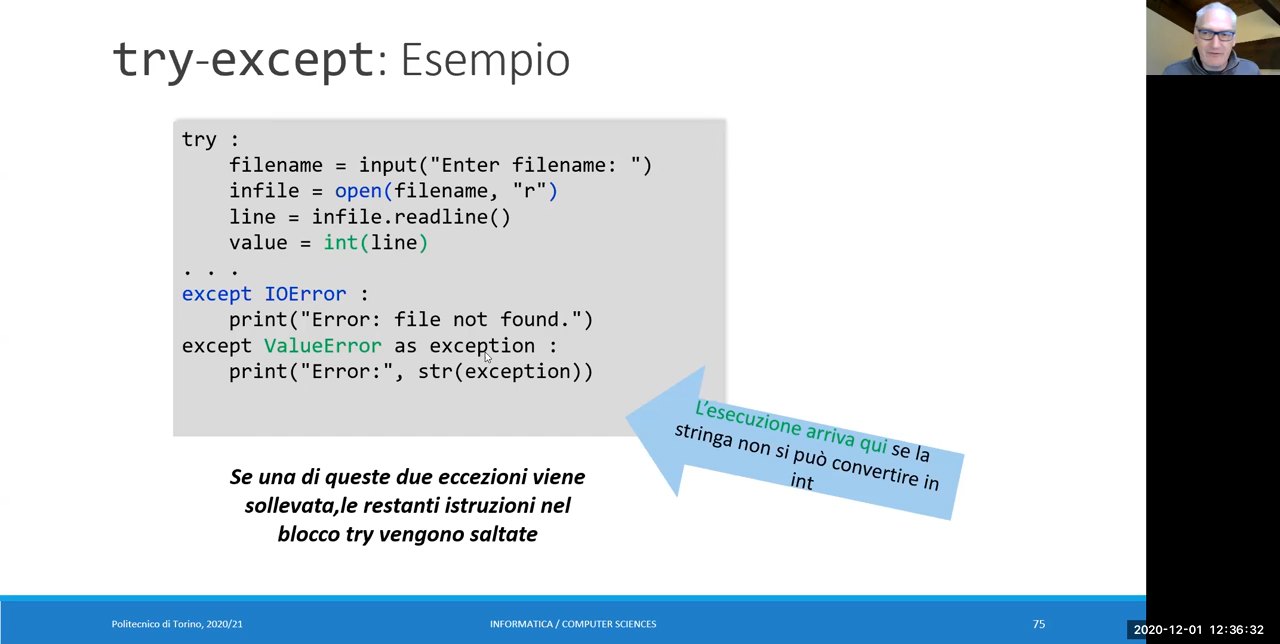 try-except: Esempio
try :
    filename = input("Enter filename: ")
    infile = open(filename, "r")
    line = infile.readline()
    value = int(line)
. . .
except IOError :
    print("Error: file not found.")
except ValueError as exception :
    print("Error:", str(exception))
L’esecuzione arriva qui se la
stringa non si può convertire in
int
Se una di queste due eccezioni viene
sollevata,le restanti istruzioni nel
blocco try vengono saltate
Politecnico di Torino, 2020/21
INFORMATICA / COMPUTER SCIENCES
75
2020-12-01 12:36:32